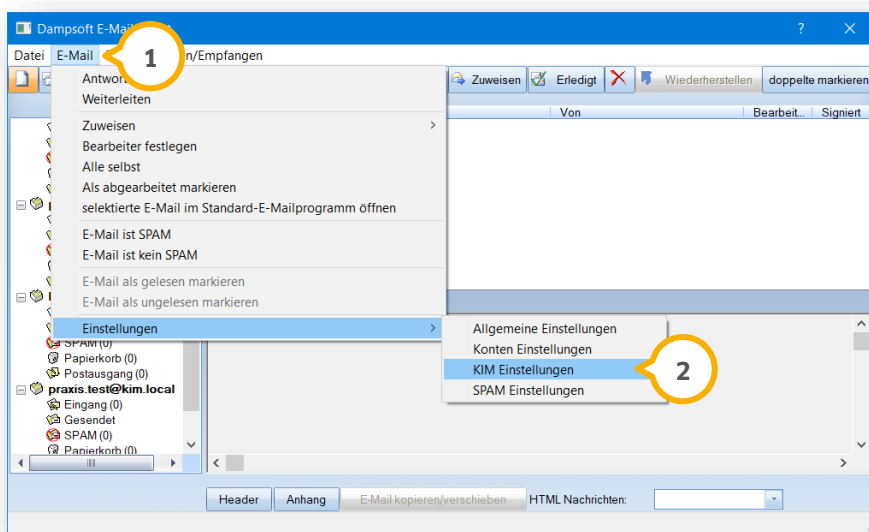 Dampsoft E-Mail
Datei E-Mail n/Empfangen
1
Antwor
Zuweisen Erledigt Wiederherstellen doppelte markieren
Weiterleiten
Von Bearbeit... Signiert
Zuweisen
Bearbeiter festlegen
Alle selbst
Als abgearbeitet markieren
selektierte E-Mail im Standard-E-Mailprogramm öffnen
E-Mail ist SPAM
E-Mail ist kein SPAM
E-Mail als gelesen markieren
E-Mail als ungelesen markieren
Einstellungen
Allgemeine Einstellungen
Konten Einstellungen
KIM Einstellungen
2
SPAM Einstellungen
SPAM (0)
Papierkorb (0)
Postausgang (0)
praxis.test@kim.local
Eingang (0)
Gesendet
SPAM (0)
Papierkorb (0)
Header Anhang E-Mail kopieren/verschieben HTML Nachrichten: